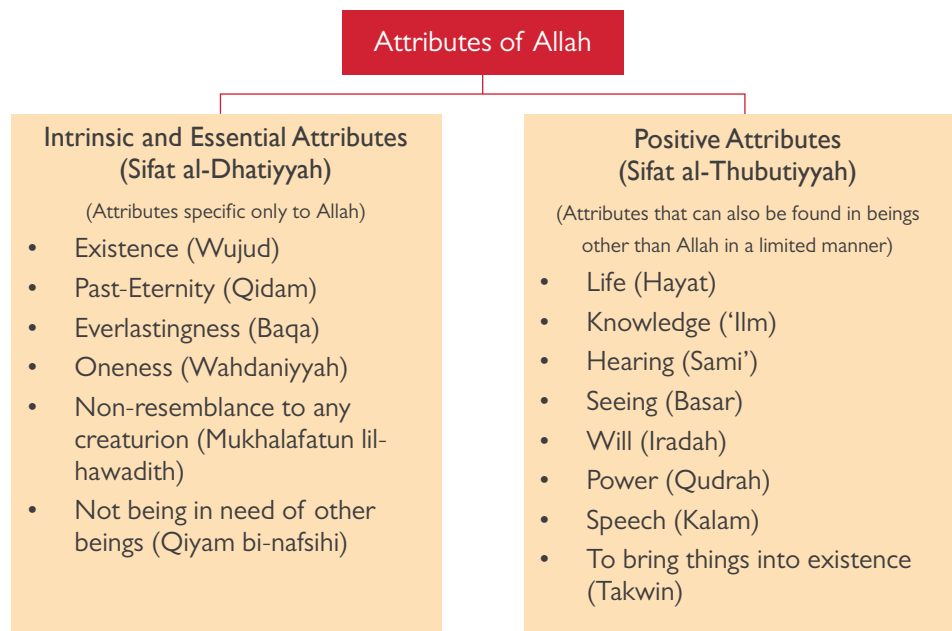 Attributes of Allah
Intrinsic and Essential Attributes
(Sifat al-Dhatiyyah)
(Attributes specific only to Allah)
• Existence (Wujud)
• Past-Eternity (Qidam)
• Everlastingness (Baqa)
• Oneness (Wahdaniyyah)
• Non-resemblance to any
creaturion (Mukhalafatun lil-
hawadith)
• Not being in need of other
beings (Qiyam bi-nafsihi)
Positive Attributes
(Sifat al-Thubutiyyah)
(Attributes that can also be found in beings
other than Allah in a limited manner)
• Life (Hayat)
• Knowledge (‘Ilm)
• Hearing (Sami’)
• Seeing (Basar)
• Will (Iradah)
• Power (Qudrah)
• Speech (Kalam)
• To bring things into existence
(Takwin)